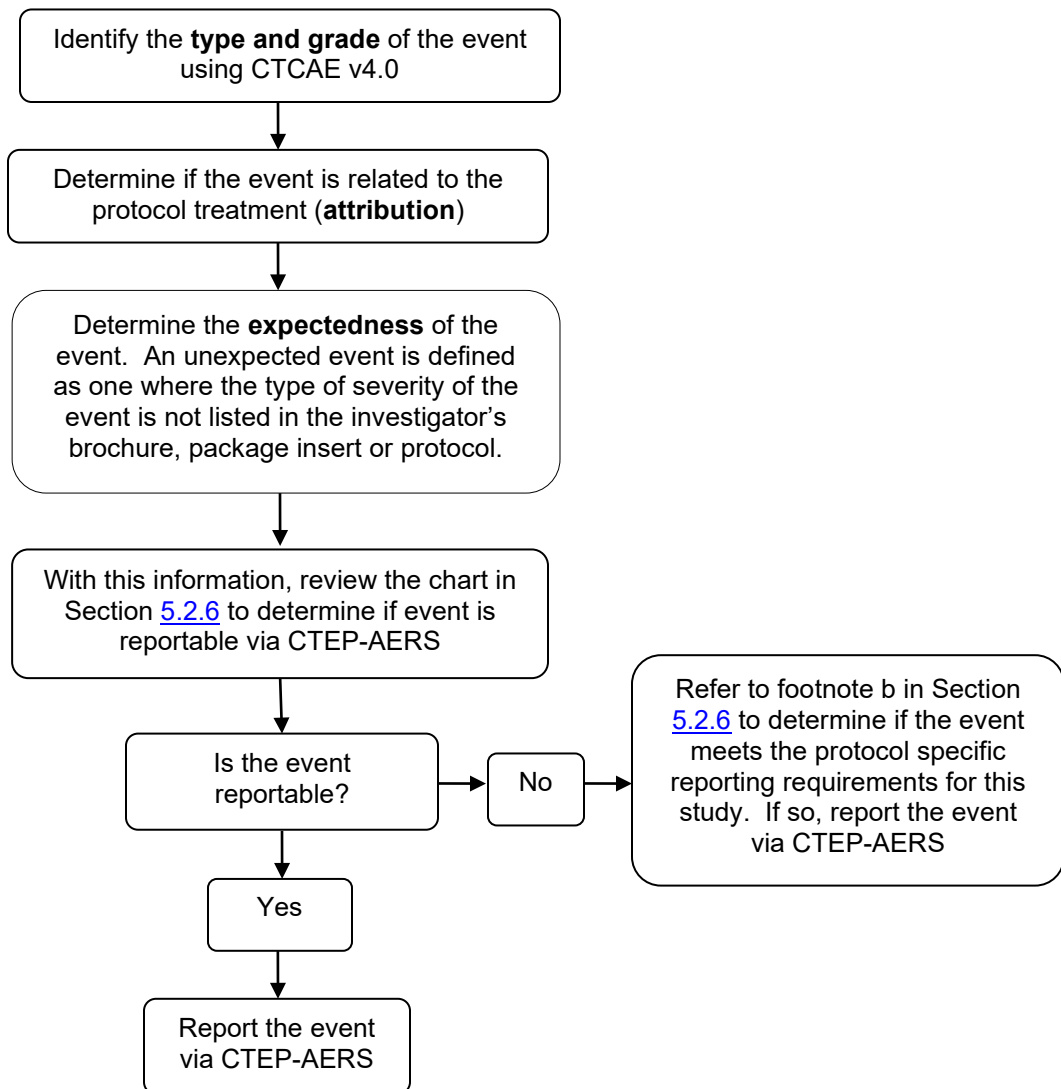 Identify the type and grade of the event
using CTCAE v4.0
Determine if the event is related to the
protocol treatment (attribution)
Determine the expectedness of the
event.  An unexpected event is defined
as one where the type of severity of the
event is not listed in the investigator’s
brochure, package insert or protocol.
With this information, review the chart in
Section 5.2.6 to determine if event is
reportable via CTEP-AERS
Is the event
reportable?
No
Refer to footnote b in Section
5.2.6 to determine if the event
meets the protocol specific
reporting requirements for this
study.  If so, report the event
via CTEP-AERS
Yes
Report the event
via CTEP-AERS